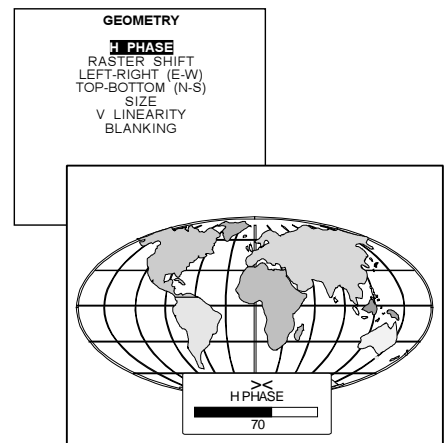 GEOMETRY
H PHASE
RASTER SHIFT
LEFT-RIGHT (E-W)
TOP-BOTTOM (N-S)
SIZE
V LINEARITY
BLANKING
><
H PHASE
70